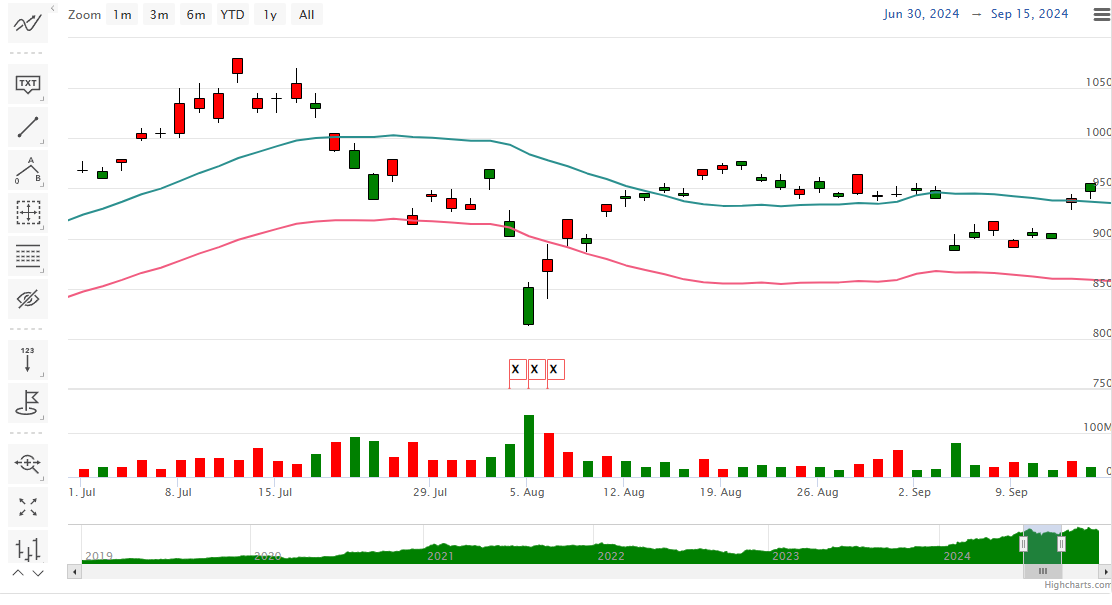 Zoom 1m 3m 6m YTD 1y All Jun 30, 2024 → Sep 15, 2024
TXT
A
0 B
123
1050
1000
950
900
850
800
750
X X X
100M
0
1. Jul 8. Jul 15. Jul 29. Jul 5. Aug 12. Aug 19. Aug 26. Aug 2. Sep 9. Sep
2019 2020 2021 2022 2023 2024
Highcharts.com